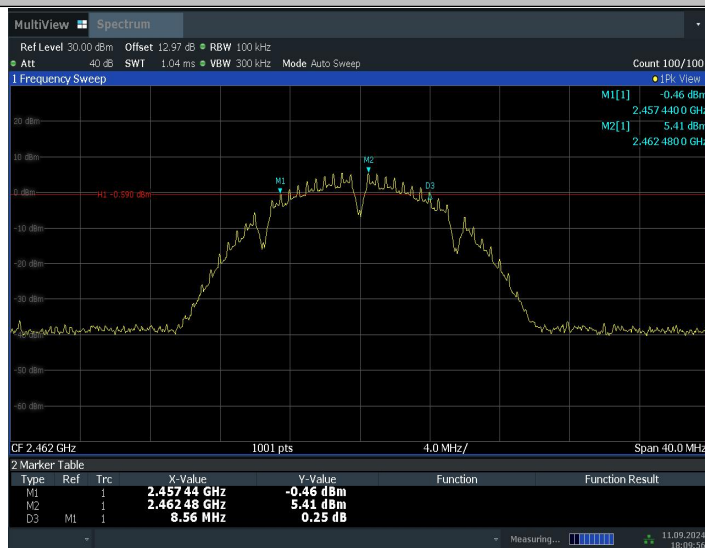 MultiView Spectrum
Ref Level 30.00 dBm Offset 12.97 dB RBW 100 kHz
Att 40 dB SWT 1.04 ms VBW 300 kHz Mode Auto Sweep Count 100/100
1 Frequency Sweep 1Pk View
M1[1] -0.46 dBm
2.457 440 0 GHz
M2[1] 5.41 dBm
2.462 480 0 GHz
20 dBm
10 dBm
M2
M1
D3
0 dBm
H1 -0.590 dBm
-10 dBm
-20 dBm
-30 dBm
-40 dBm
-50 dBm
-60 dBm
CF 2.462 GHz 1001 pts 4.0 MHz/ Span 40.0 MHz
2 Marker Table
Type Ref Trc X-Value Y-Value Function Function Result
M1 1 2.457 44 GHz -0.46 dBm
M2 1 2.462 48 GHz 5.41 dBm
D3 M1 1 8.56 MHz 0.25 dB
Measuring... 11.09.2024
18:09:56